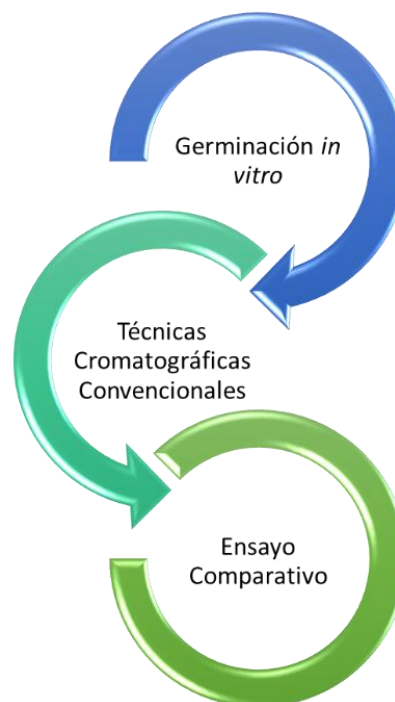 Germinación in
vitro
Técnicas
Cromatográficas
Convencionales
Ensayo
Comparativo